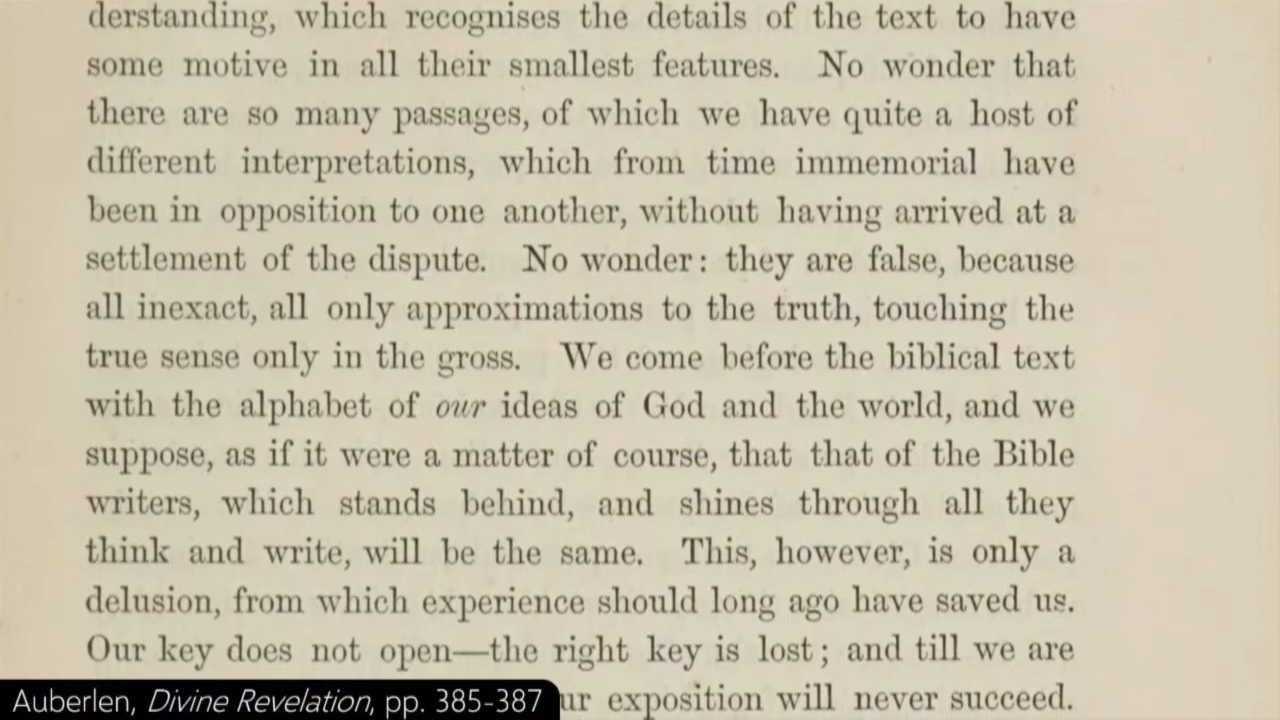 derstanding, which recognises the details of the text to have
some motive in all their smallest features. No wonder that
there are so many passages, of which we have quite a host of
different interpretations, which from time immemorial have
been in opposition to one another, without having arrived at a
settlement of the dispute. No wonder: they are false, because
all inexact, all only approximations to the truth, touching the
true sense only in the gross. We come before the biblical text
with the alphabet of our ideas of God and the world, and we
suppose, as if it were a matter of course, that that of the Bible
writers, which stands behind, and shines through all they
think and write, will be the same. This, however, is only a
delusion, from which experience should long ago have saved us.
Our key does not open—the right key is lost; and till we are
exposition will never succeed.
Auberlen, Divine Revelation, pp. 385-387